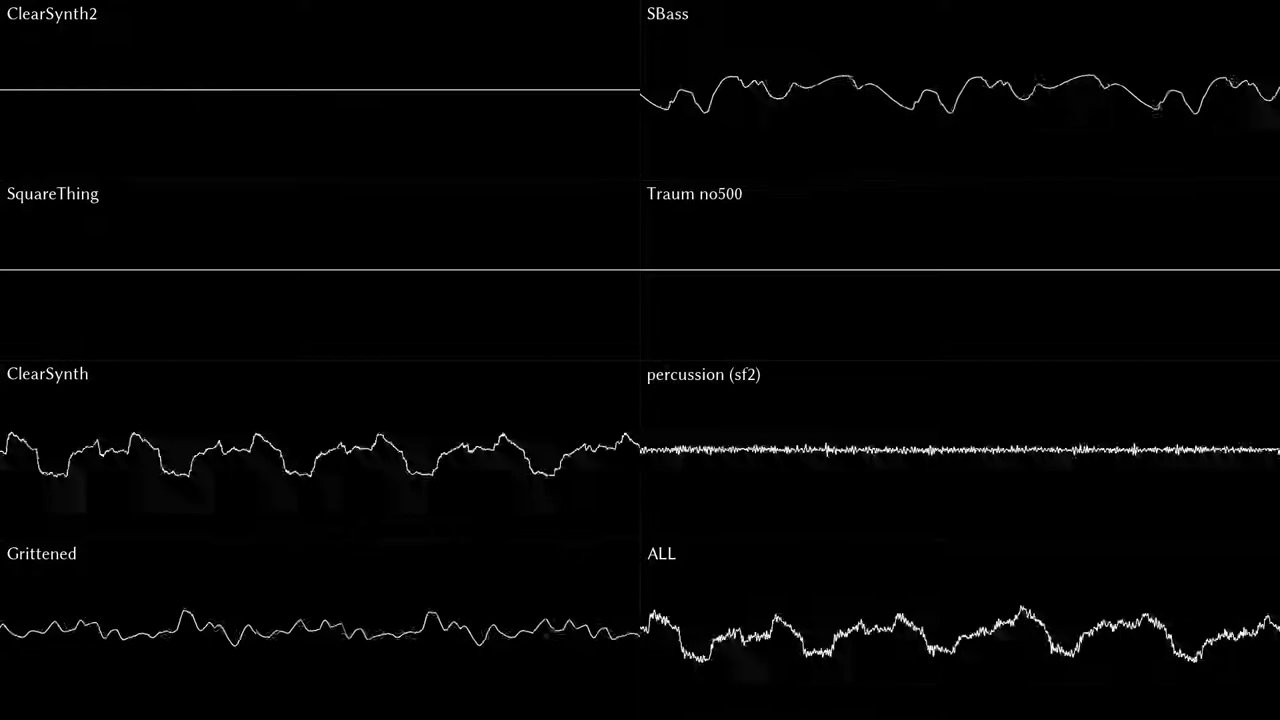 ClearSynth2
SBass
SquareThing
Traum no500
ClearSynth
percussion (sf2)
Grittened
ALL